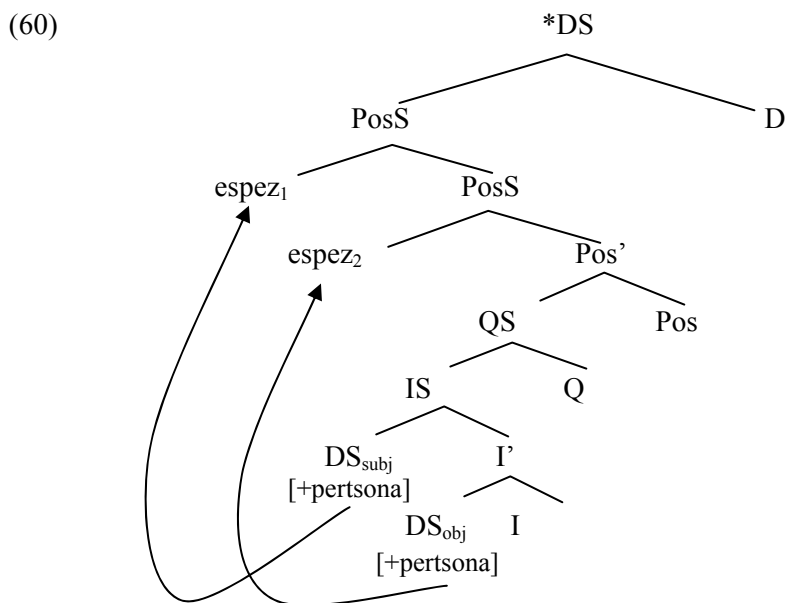 (60) *DS
PosS D
espez₁ PosS
espez₂ Pos’
QS Pos
IS Q
DSsubj I’
[+pertsona]
DSobj I
[+pertsona]